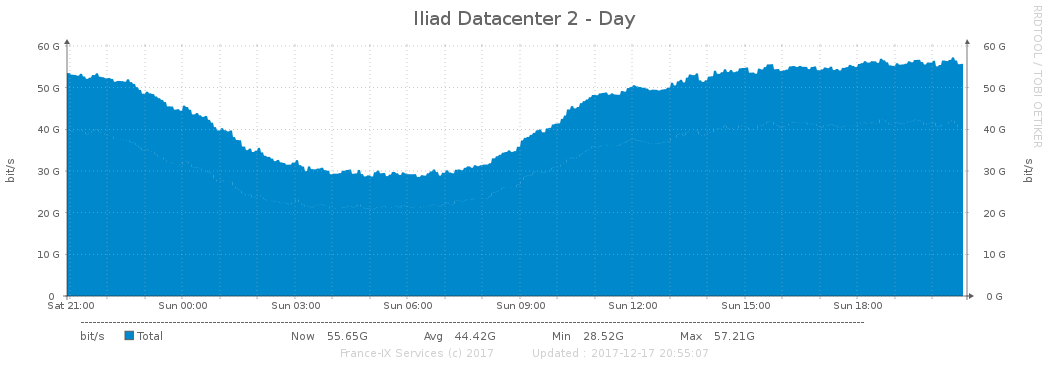 Iliad Datacenter 2 - Day
RRDTOOL / TOBI OETIKER
60 G 60 G
50 G 50 G
40 G 40 G
30 G 30 G
20 G 20 G
10 G 10 G
0 0 G
bit/s bit/s
Sat 21:00 Sun 00:00 Sun 03:00 Sun 06:00 Sun 09:00 Sun 12:00 Sun 15:00 Sun 18:00
bit/s Total Now 55.65G Avg 44.42G Min 28.52G Max 57.21G
France-IX Services (c) 2017 Updated : 2017-12-17 20:55:07